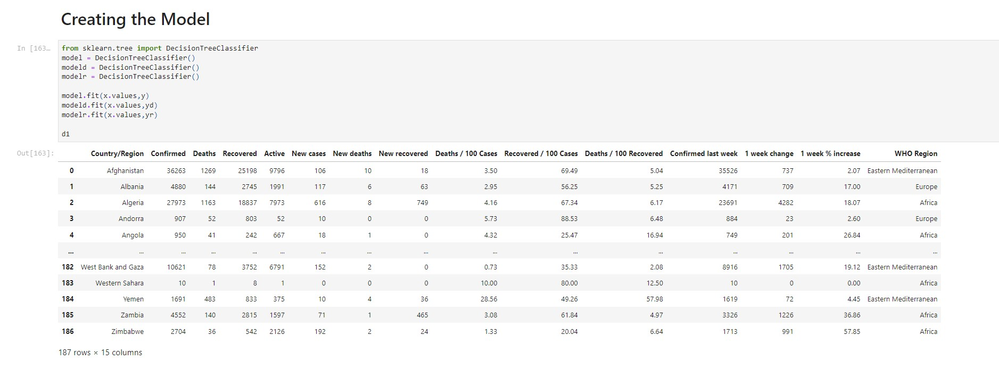 Creating the Model
In [163…
from sklearn.tree import DecisionTreeClassifier
model = DecisionTreeClassifier()
modeld = DecisionTreeClassifier()
modelr = DecisionTreeClassifier()
model.fit(x.values,y)
modeld.fit(x.values,yd)
modelr.fit(x.values,yr)
d1
Out[163]:
Country/Region Confirmed Deaths Recovered Active New cases New deaths New recovered Deaths / 100 Cases Recovered / 100 Cases Deaths / 100 Recovered Confirmed last week 1 week change 1 week % increase WHO Region
0 Afghanistan 36263 1269 25198 9796 106 10 18 3.50 69.49 5.04 35526 737 2.07 Eastern Mediterranean
1 Albania 4880 144 2745 1991 117 6 63 2.95 56.25 5.25 4171 709 17.00 Europe
2 Algeria 27973 1163 18837 7973 616 8 749 4.16 67.34 6.17 23691 4282 18.07 Africa
3 Andorra 907 52 803 52 10 0 0 5.73 88.53 6.48 884 23 2.60 Europe
4 Angola 950 41 242 667 18 1 0 4.32 25.47 16.94 749 201 26.84 Africa
... ... ... ... ... ... ... ... ... ... ... ... ... ... ... ...
182 West Bank and Gaza 10621 78 3752 6791 152 2 0 0.73 35.33 2.08 8916 1705 19.12 Eastern Mediterranean
183 Western Sahara 10 1 8 1 0 0 0 10.00 80.00 12.50 10 0 0.00 Africa
184 Yemen 1691 483 833 375 10 4 36 28.56 49.26 57.98 1619 72 4.45 Eastern Mediterranean
185 Zambia 4552 140 2815 1597 71 1 465 3.08 61.84 4.97 3326 1226 36.86 Africa
186 Zimbabwe 2704 36 542 2126 192 2 24 1.33 20.04 6.64 1713 991 57.85 Africa
187 rows × 15 columns